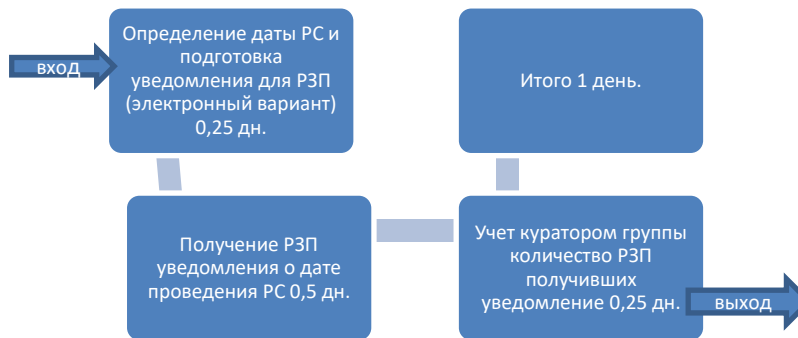 вход
Определение даты РС и
подготовка
уведомления для РЗП
(электронный вариант)
0,25 дн.
Получение РЗП
уведомления о дате
проведения РС 0,5 дн.
Учет куратором группы
количество РЗП
получивших
уведомление 0,25 дн.
выход
Итого 1 день.